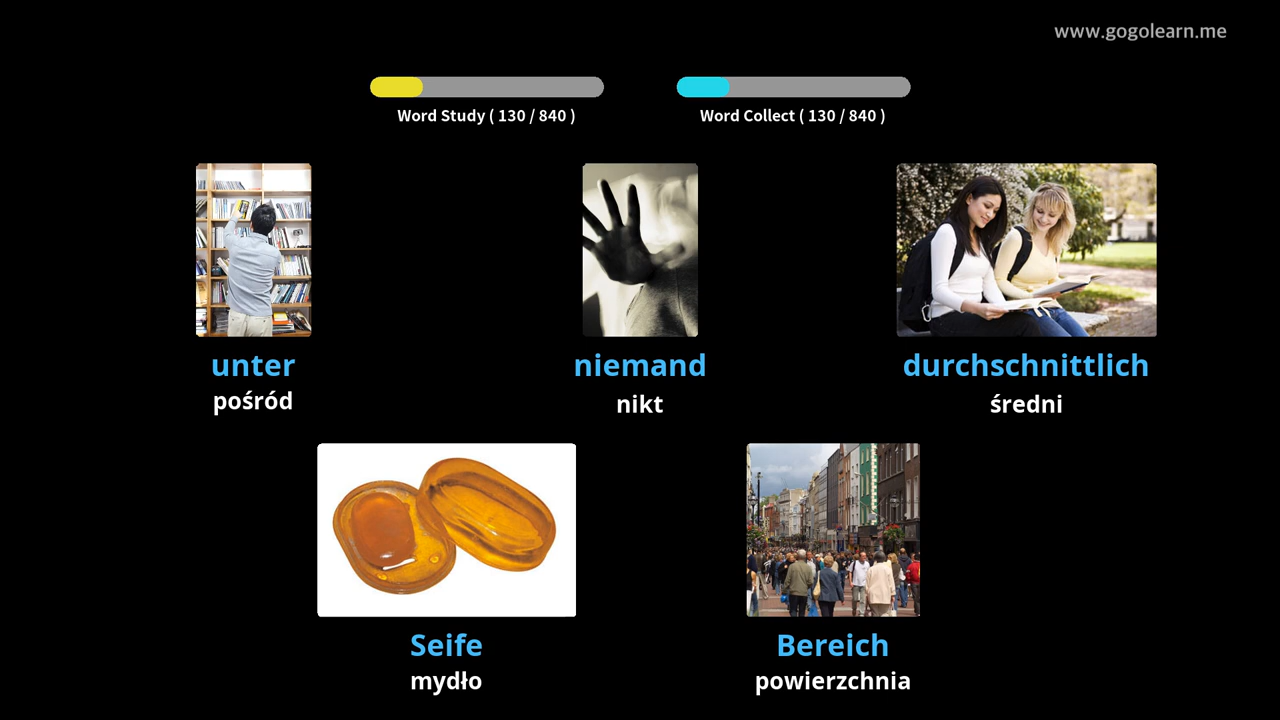 www.gogolearn.me
Word Study ( 130 / 840 )
Word Collect ( 130 / 840 )
unter
pośród
niemand
nikt
durchschnittlich
średni
Seife
mydło
Bereich
powierzchnia